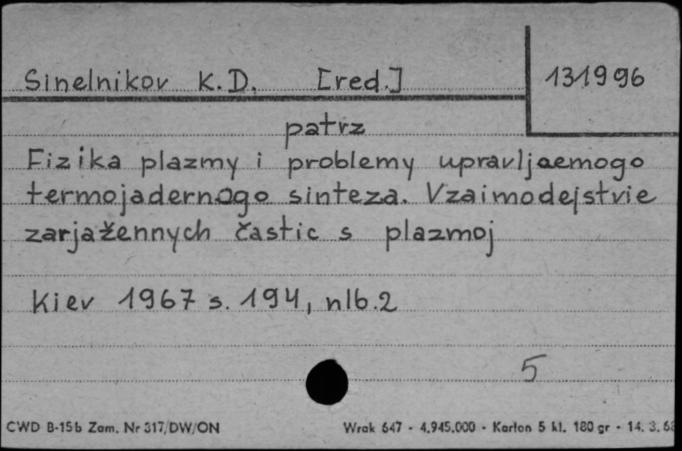 Sinelnikov K.D. [red.] 131996
patrz
Fizika plazmy i problemy upravljaemogo
termojadernogo sinteza. Vzaimodejstvie
zarjažennych častic s plazmoj
Kiev 1967 s. 194, nlb. 2
5
CWD B-15b Zam. Nr 317/DW/ON Wrak 647 - 4.945.000 - Karton 5 kl. 180 gr - 14. 3. 68